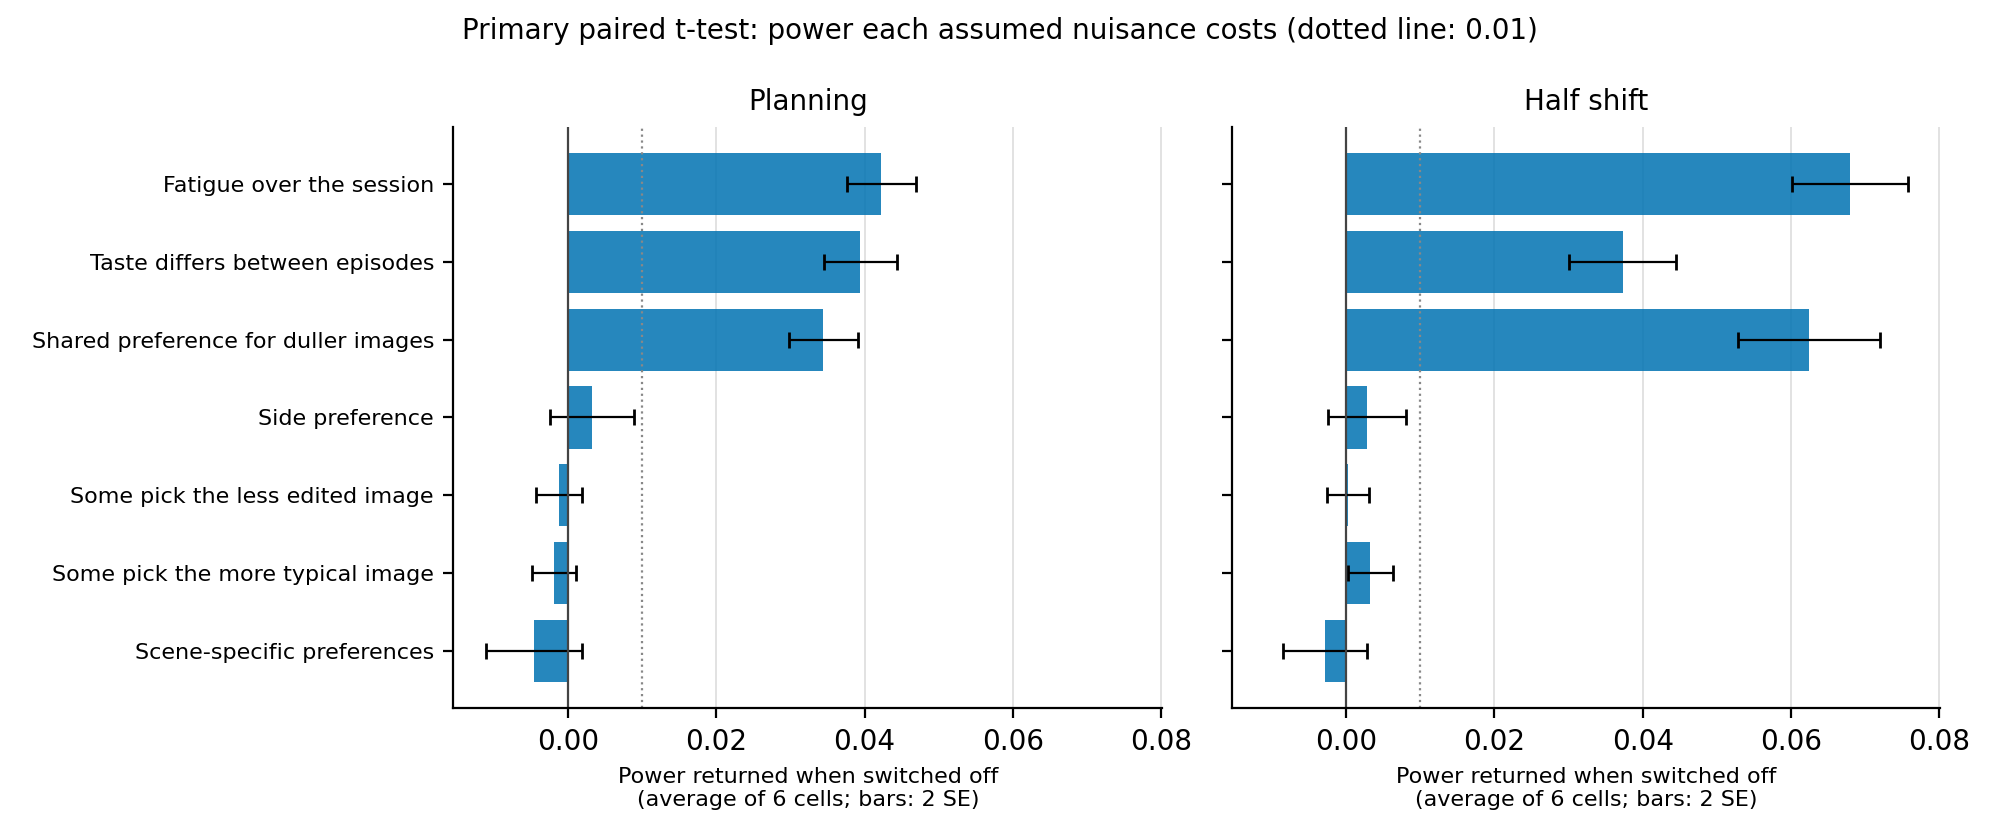 Primary paired t-test: power each assumed nuisance costs (dotted line: 0.01)
Planning
Half shift
Fatigue over the session
Taste differs between episodes
Shared preference for duller images
Side preference
Some pick the less edited image
Some pick the more typical image
Scene-specific preferences
0.00 0.02 0.04 0.06 0.08
0.00 0.02 0.04 0.06 0.08
Power returned when switched off
(average of 6 cells; bars: 2 SE)
Power returned when switched off
(average of 6 cells; bars: 2 SE)